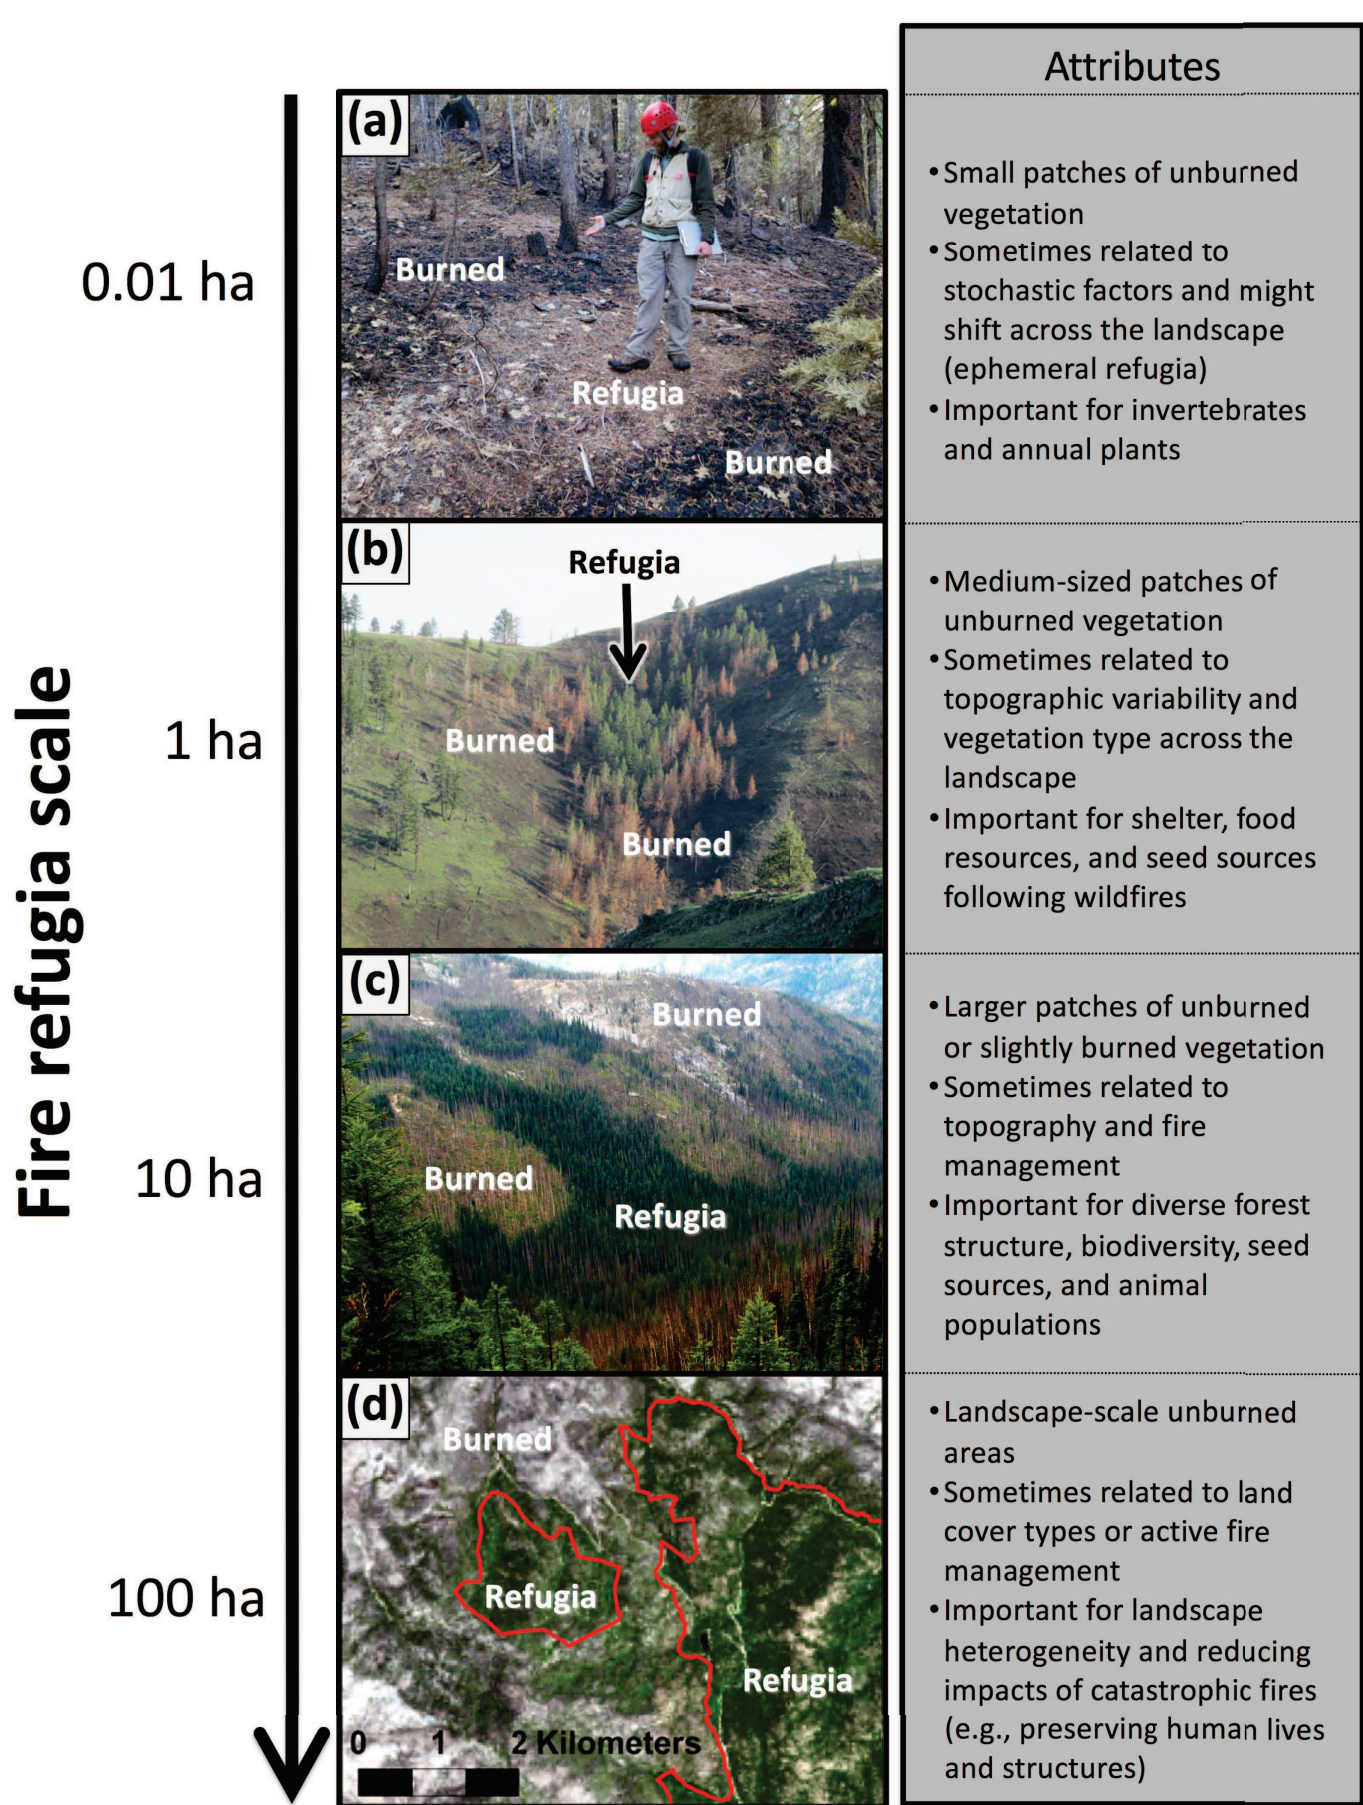 Attributes
Fire refugia scale
0.01 ha
(a)
Burned
Refugia
Burned
• Small patches of unburned
vegetation
• Sometimes related to
stochastic factors and might
shift across the landscape
(ephemeral refugia)
• Important for invertebrates
and annual plants
1 ha
(b)
Refugia
Burned
Burned
• Medium-sized patches of
unburned vegetation
• Sometimes related to
topographic variability and
vegetation type across the
landscape
• Important for shelter, food
resources, and seed sources
following wildfires
10 ha
(c)
Burned
Burned
Refugia
• Larger patches of unburned
or slightly burned vegetation
• Sometimes related to
topography and fire
management
• Important for diverse forest
structure, biodiversity, seed
sources, and animal
populations
100 ha
(d)
Burned
Refugia
Refugia
0 1 2 Kilometers
• Landscape-scale unburned
areas
• Sometimes related to land
cover types or active fire
management
• Important for landscape
heterogeneity and reducing
impacts of catastrophic fires
(e.g., preserving human lives
and structures)